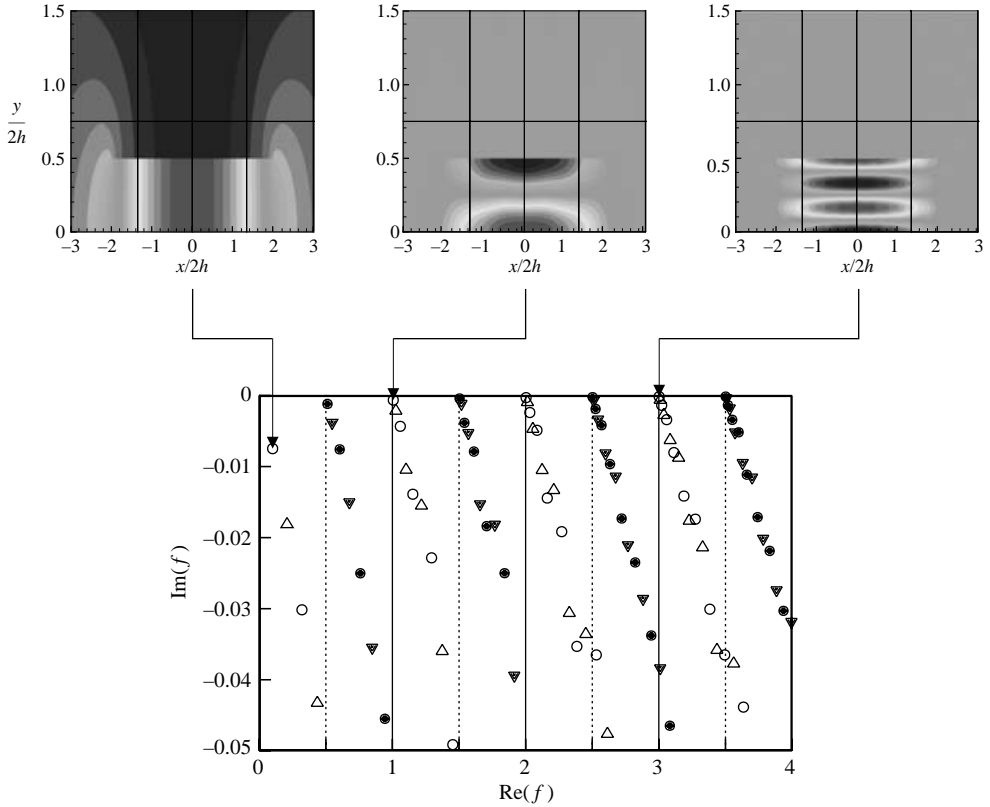 1.5 1.5 1.5
1.0 1.0 1.0
y
2h
0.5 0.5 0.5
0 0 0
–3 –2 –1 0 1 2 3 –3 –2 –1 0 1 2 3 –3 –2 –1 0 1 2 3
x/2h x/2h x/2h
0
–0.01
–0.02
Im(f)
–0.03
–0.04
–0.05
0 1 2 3 4
Re(f)